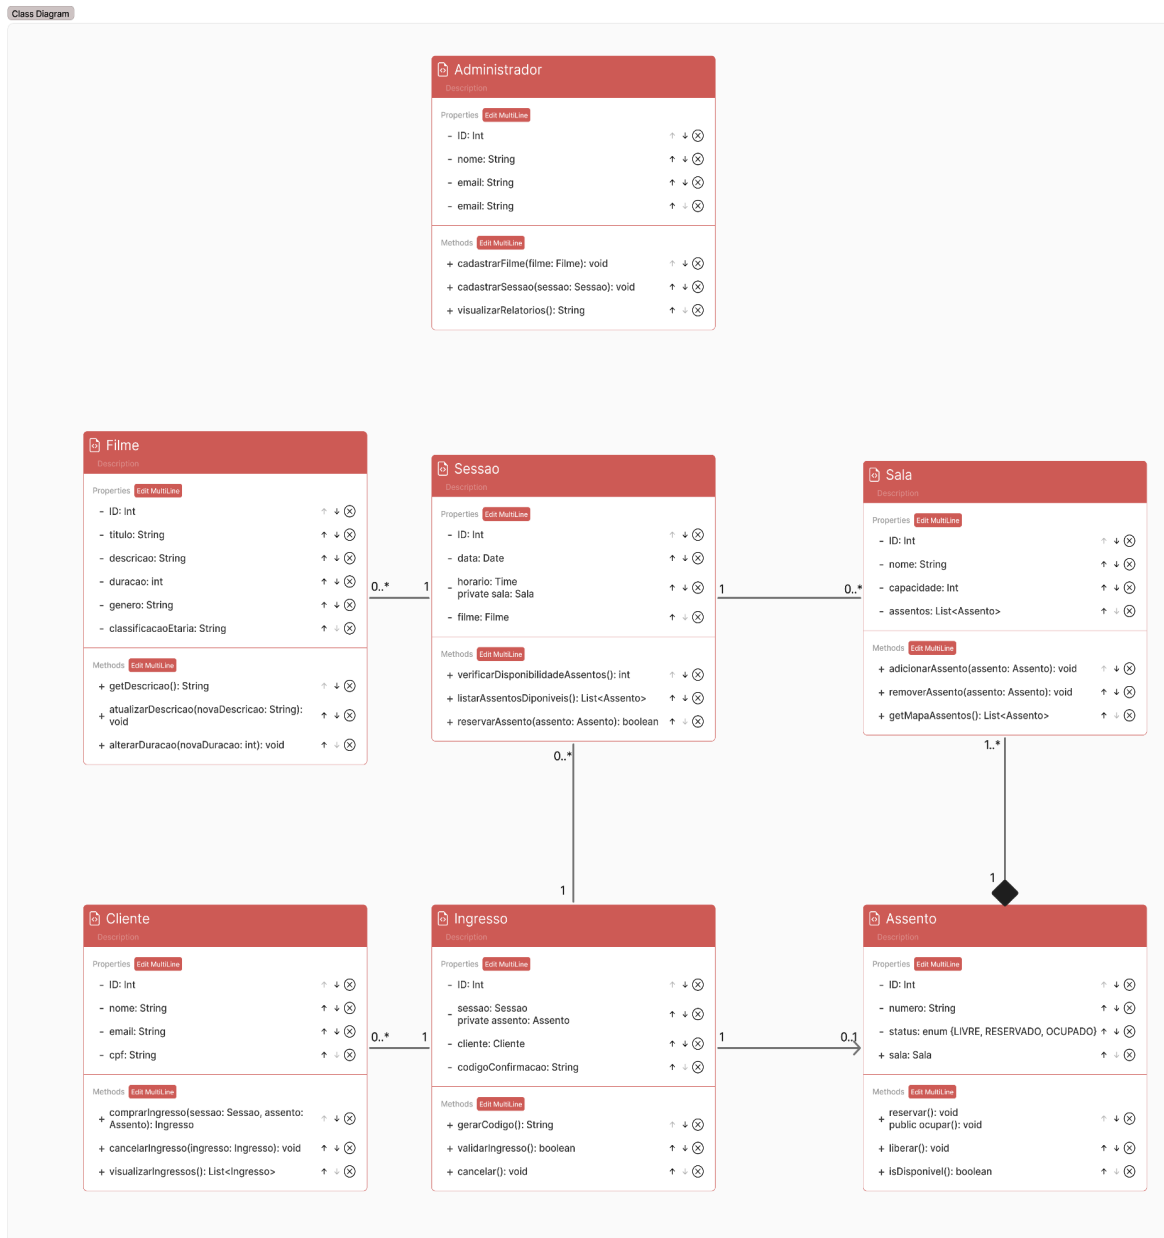 Class Diagram
Administrador
Description
Properties Edit MultiLine
- ID: Int
- nome: String
- email: String
- email: String
Methods Edit MultiLine
+ cadastrarFilme(filme: Filme): void
+ cadastrarSessao(sessao: Sessao): void
+ visualizarRelatorios(): String
Filme
Description
Properties Edit MultiLine
- ID: Int
- titulo: String
- descricao: String
- duracao: int
- genero: String
- classificacaoEtaria: String
Methods Edit MultiLine
+ getDescricao(): String
+ atualizarDescricao(novaDescricao: String):
void
+ alterarDuracao(novaDuracao: int): void
0..* 1
Sessao
Description
Properties Edit MultiLine
- ID: Int
- data: Date
- horario: Time
private sala: Sala
- filme: Filme
Methods Edit MultiLine
+ verificarDisponibilidadeAssentos(): int
+ listarAssentosDiponiveis(): List<Assento>
+ reservarAssento(assento: Assento): boolean
1 0..*
Sala
Description
Properties Edit MultiLine
- ID: Int
- nome: String
- capacidade: Int
- assentos: List<Assento>
Methods Edit MultiLine
+ adicionarAssento(assento: Assento): void
+ removerAssento(assento: Assento): void
+ getMapaAssentos(): List<Assento>
0..*
1
1..*
1
Cliente
Description
Properties Edit MultiLine
- ID: Int
- nome: String
- email: String
- cpf: String
Methods Edit MultiLine
+ comprarIngresso(sessao: Sessao, assento:
Assento): Ingresso
+ cancelarIngresso(ingresso: Ingresso): void
+ visualizarIngressos(): List<Ingresso>
0..* 1
Ingresso
Description
Properties Edit MultiLine
- ID: Int
- sessao: Sessao
private assento: Assento
- cliente: Cliente
- codigoConfirmacao: String
Methods Edit MultiLine
+ gerarCodigo(): String
+ validarIngresso(): boolean
+ cancelar(): void
1 0..1
Assento
Description
Properties Edit MultiLine
- ID: Int
- numero: String
- status: enum {LIVRE, RESERVADO, OCUPADO}
+ sala: Sala
Methods Edit MultiLine
+ reservar(): void
public ocupar(): void
+ liberar(): void
+ isDisponivel(): boolean